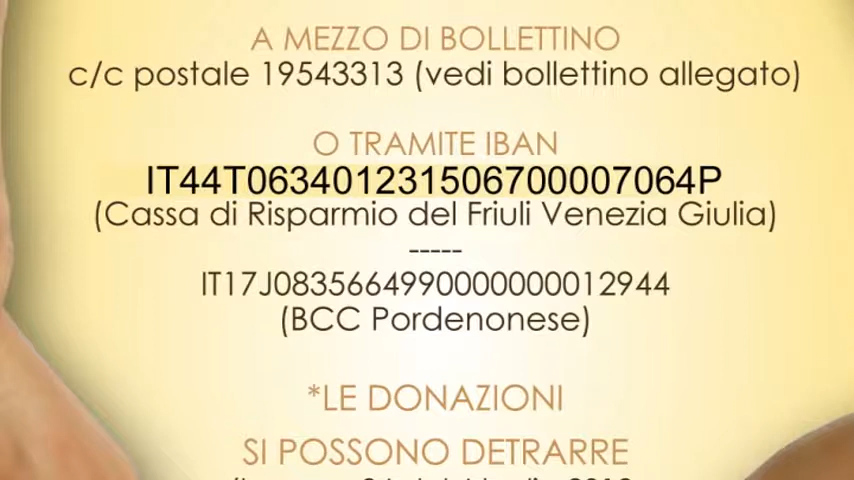 A MEZZO DI BOLLETTINO
c/c postale 19543313 (vedi bollettino allegato)
O TRAMITE IBAN
IT44T063401231506700007064P
(Cassa di Risparmio del Friuli Venezia Giulia)
-----
IT17J0835664990000000012944
(BCC Pordenonese)
*LE DONAZIONI
SI POSSONO DETRARRE